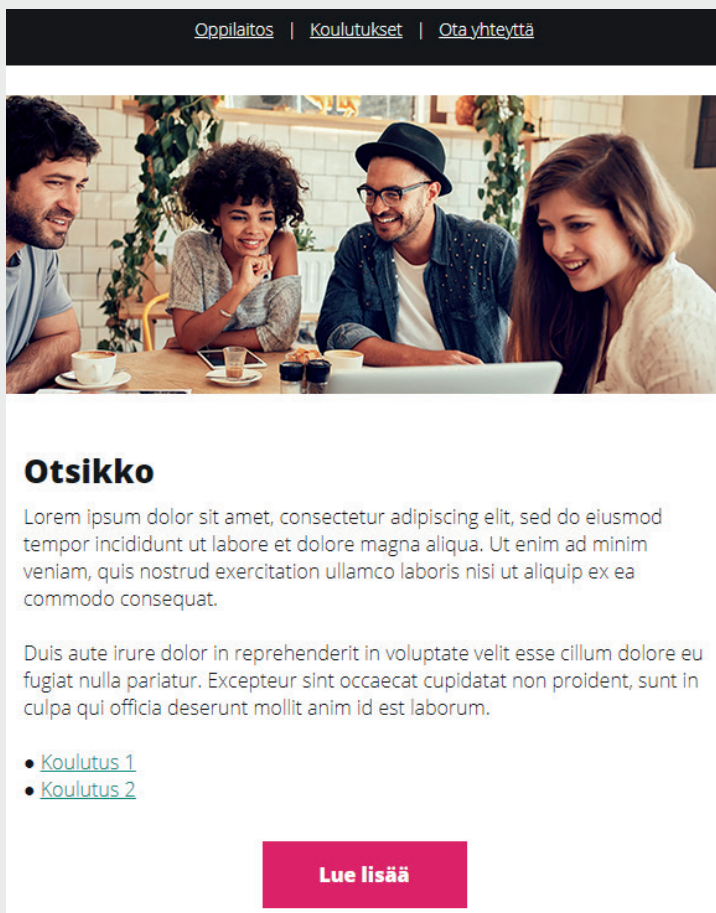 Oppilaitos | Koulutukset | Ota yhteyttä
Otsikko
Lorem ipsum dolor sit amet, consectetur adipiscing elit, sed do eiusmod
tempor incididunt ut labore et dolore magna aliqua. Ut enim ad minim
veniam, quis nostrud exercitation ullamco laboris nisi ut aliquip ex ea
commodo consequat.
Duis aute irure dolor in reprehenderit in voluptate velit esse cillum dolore eu
fugiat nulla pariatur. Excepteur sint occaecat cupidatat non proident, sunt in
culpa qui officia deserunt mollit anim id est laborum.
● Koulutus 1
● Koulutus 2
Lue lisää